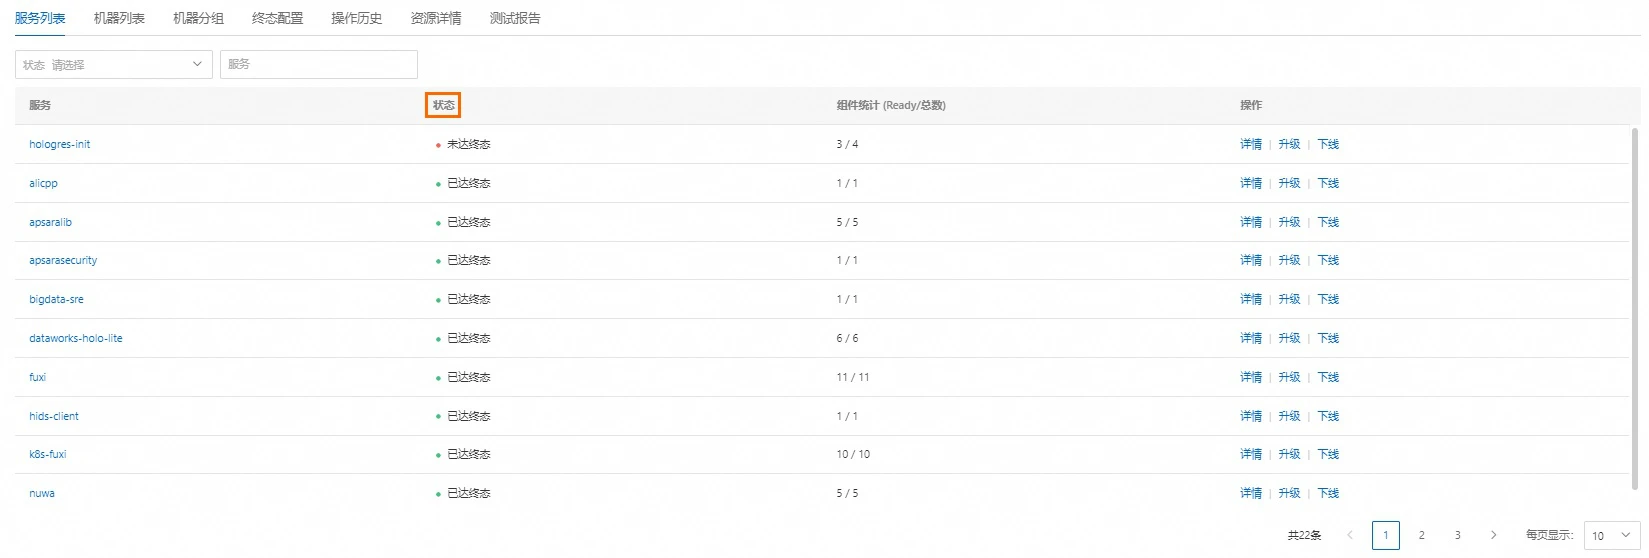 服务列表 机器列表 机器分组 终态配置 操作历史 资源详情 测试报告
状态 请选择 服务
服务 状态 组件统计 (Ready/总数) 操作
hologres-init 未达终态 3 / 4 详情 | 升级 | 下线
alicpp 已达终态 1 / 1 详情 | 升级 | 下线
apsaralib 已达终态 5 / 5 详情 | 升级 | 下线
apsarasecurity 已达终态 1 / 1 详情 | 升级 | 下线
bigdata-sre 已达终态 1 / 1 详情 | 升级 | 下线
dataworks-holo-lite 已达终态 6 / 6 详情 | 升级 | 下线
fuxi 已达终态 11 / 11 详情 | 升级 | 下线
hids-client 已达终态 1 / 1 详情 | 升级 | 下线
k8s-fuxi 已达终态 10 / 10 详情 | 升级 | 下线
nuwa 已达终态 5 / 5 详情 | 升级 | 下线
共22条 1 2 3 每页显示: 10